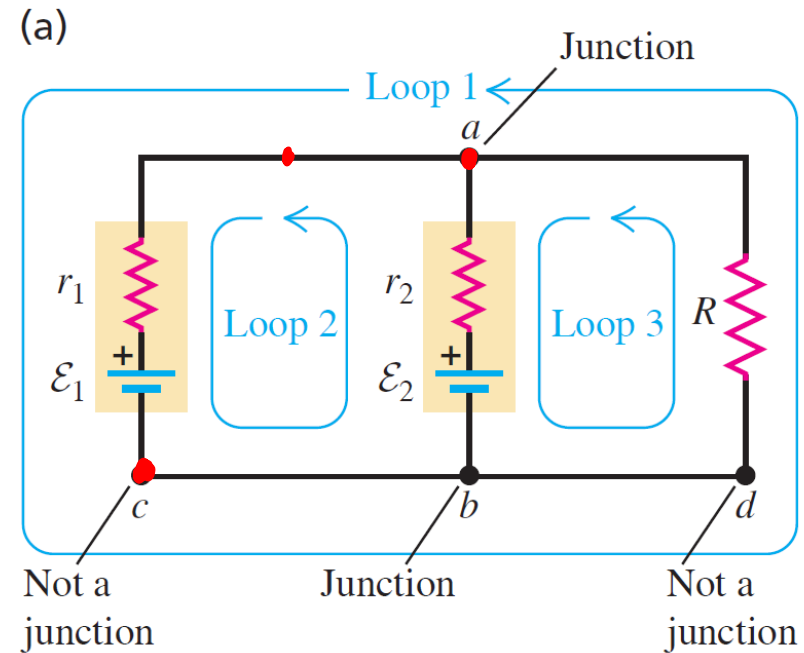 (a)
Junction
Loop 1
a
r1
Loop 2
r2
Loop 3
R
+
ℰ1
+
ℰ2
c
b
d
Not a
junction
Junction
Not a
junction